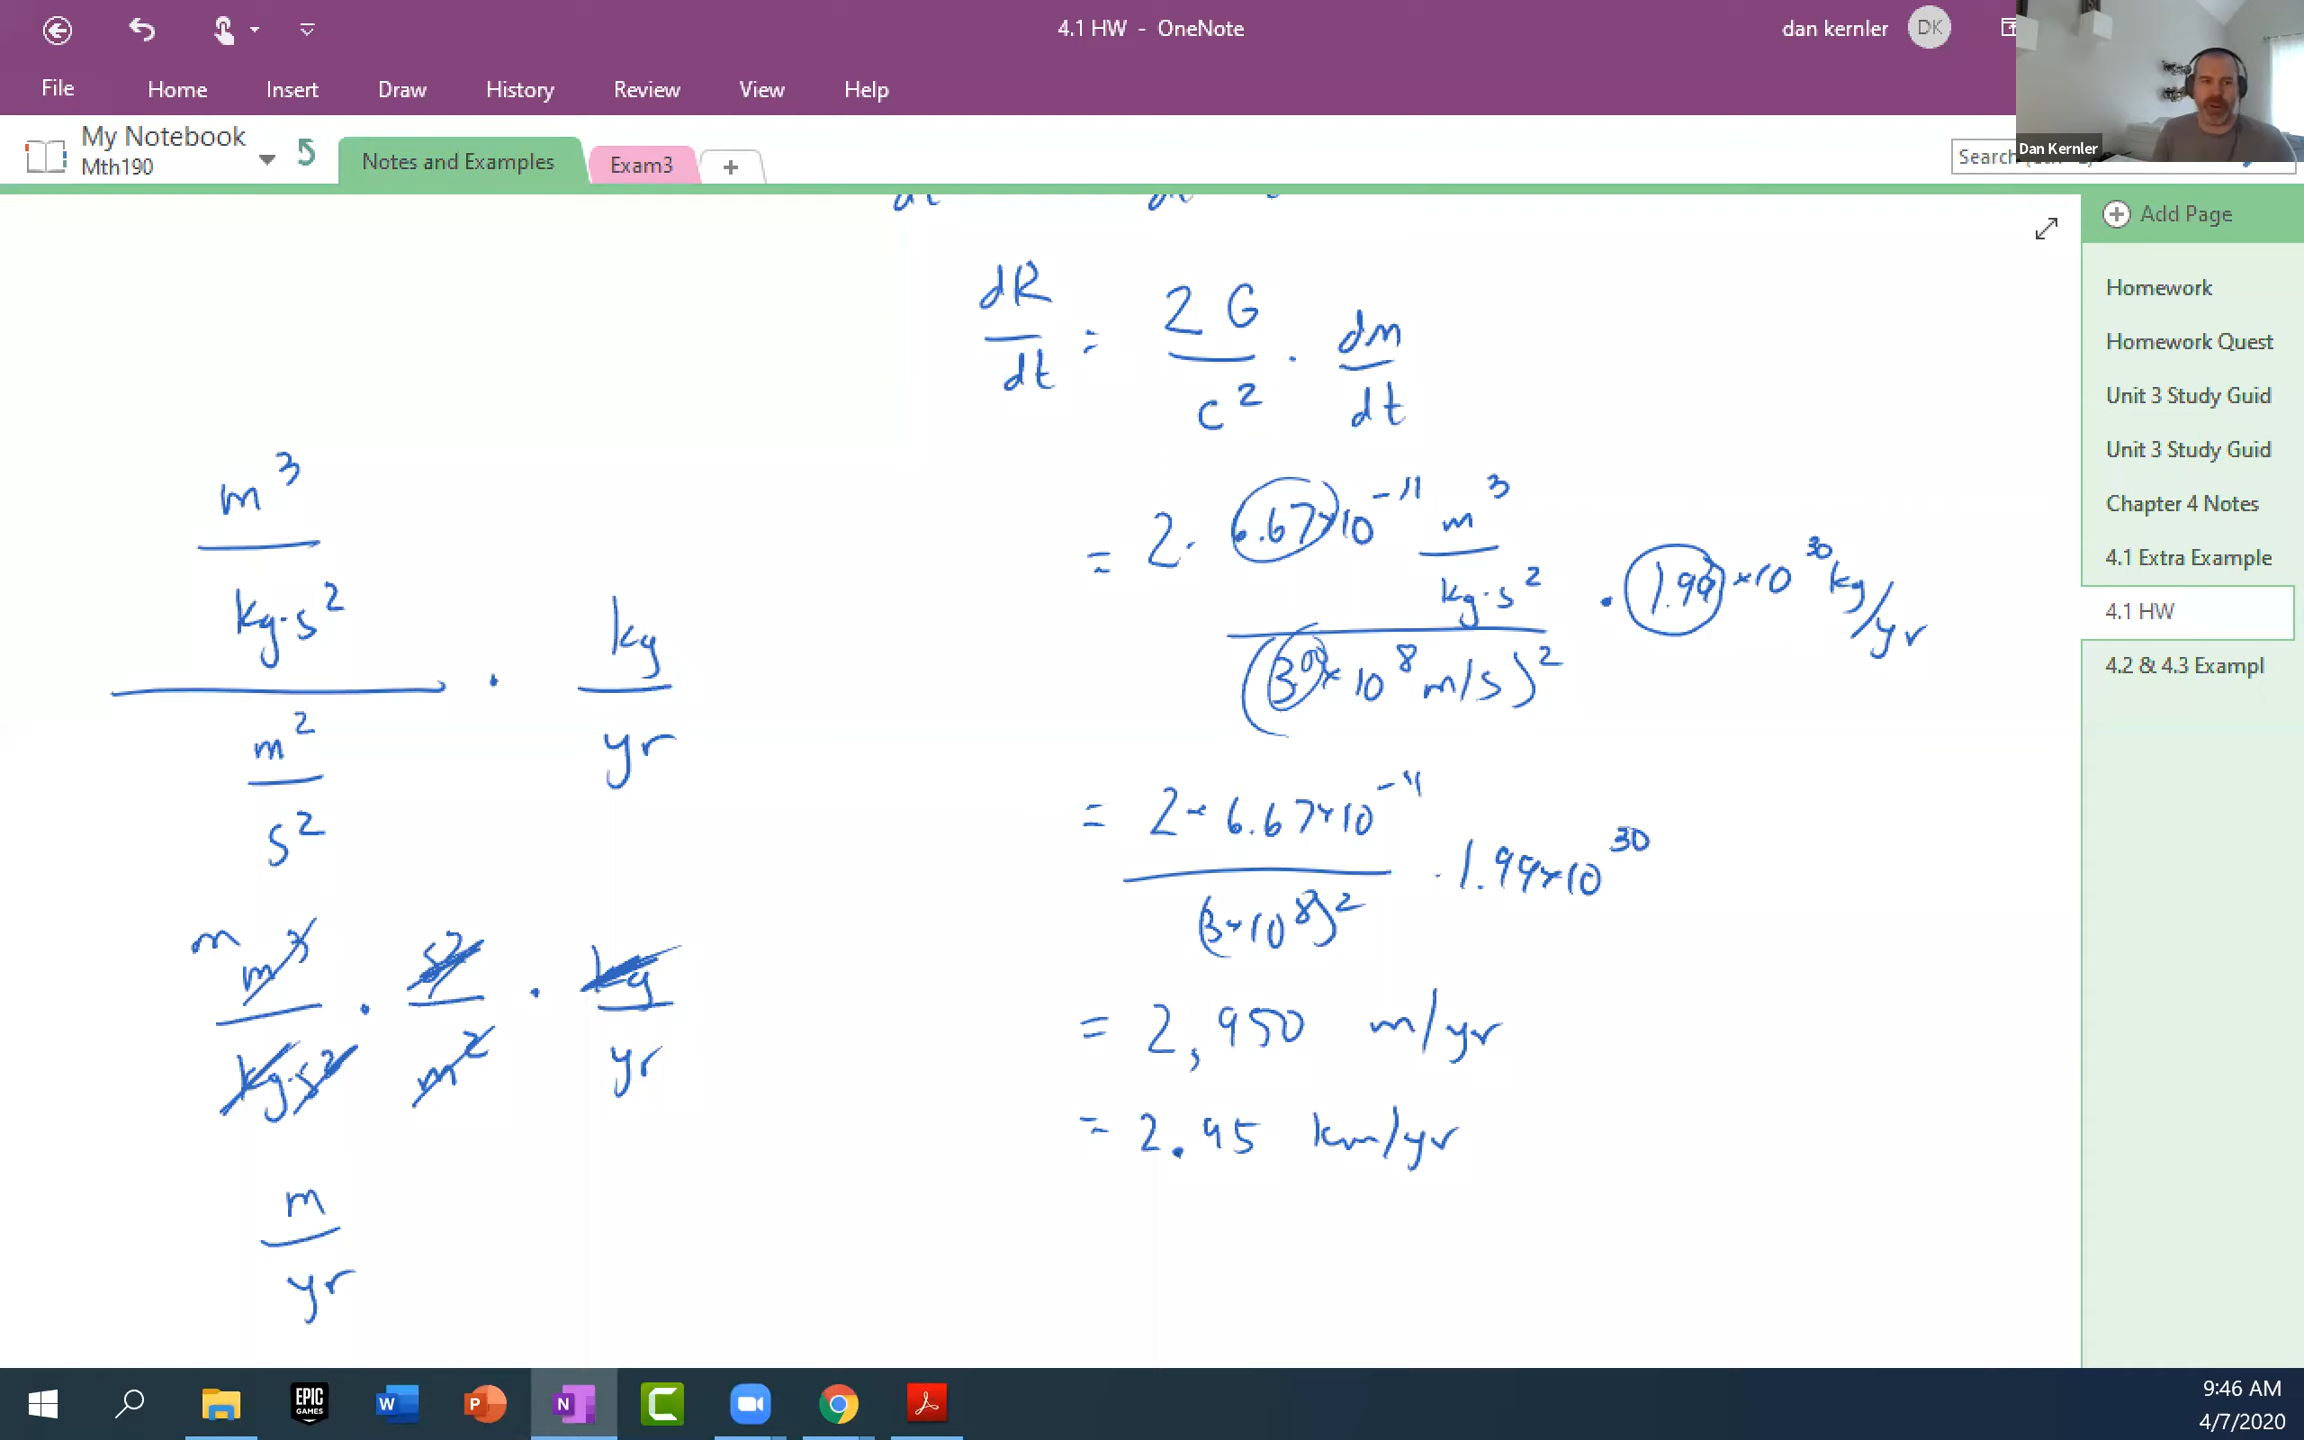 4.1 HW - OneNote
dan kernler
DK
File
Home
Insert
Draw
History
Review
View
Help
Dan Kernler
My Notebook
Mth190
Notes and Examples
Exam3
+
Search
Add Page
Homework
Homework Quest
Unit 3 Study Guid
Unit 3 Study Guid
Chapter 4 Notes
4.1 Extra Example
4.1 HW
4.2 & 4.3 Exampl
dR/dt = 2G/c² · dm/dt
= 2 · 6.67×10⁻¹¹ m³/kg·s² / (3.00×10⁸ m/s)² · 1.99×10³⁰ kg/yr
= 2·6.67×10⁻¹¹ / (3×10⁸)² · 1.99×10³⁰
= 2,950 m/yr
= 2.95 km/yr
m³/kg·s² / m²/s² · kg/yr
m m³/kg·s² · s²/m² · kg/yr
m/yr
EPIC GAMES
W
P
N
C
9:46 AM
4/7/2020